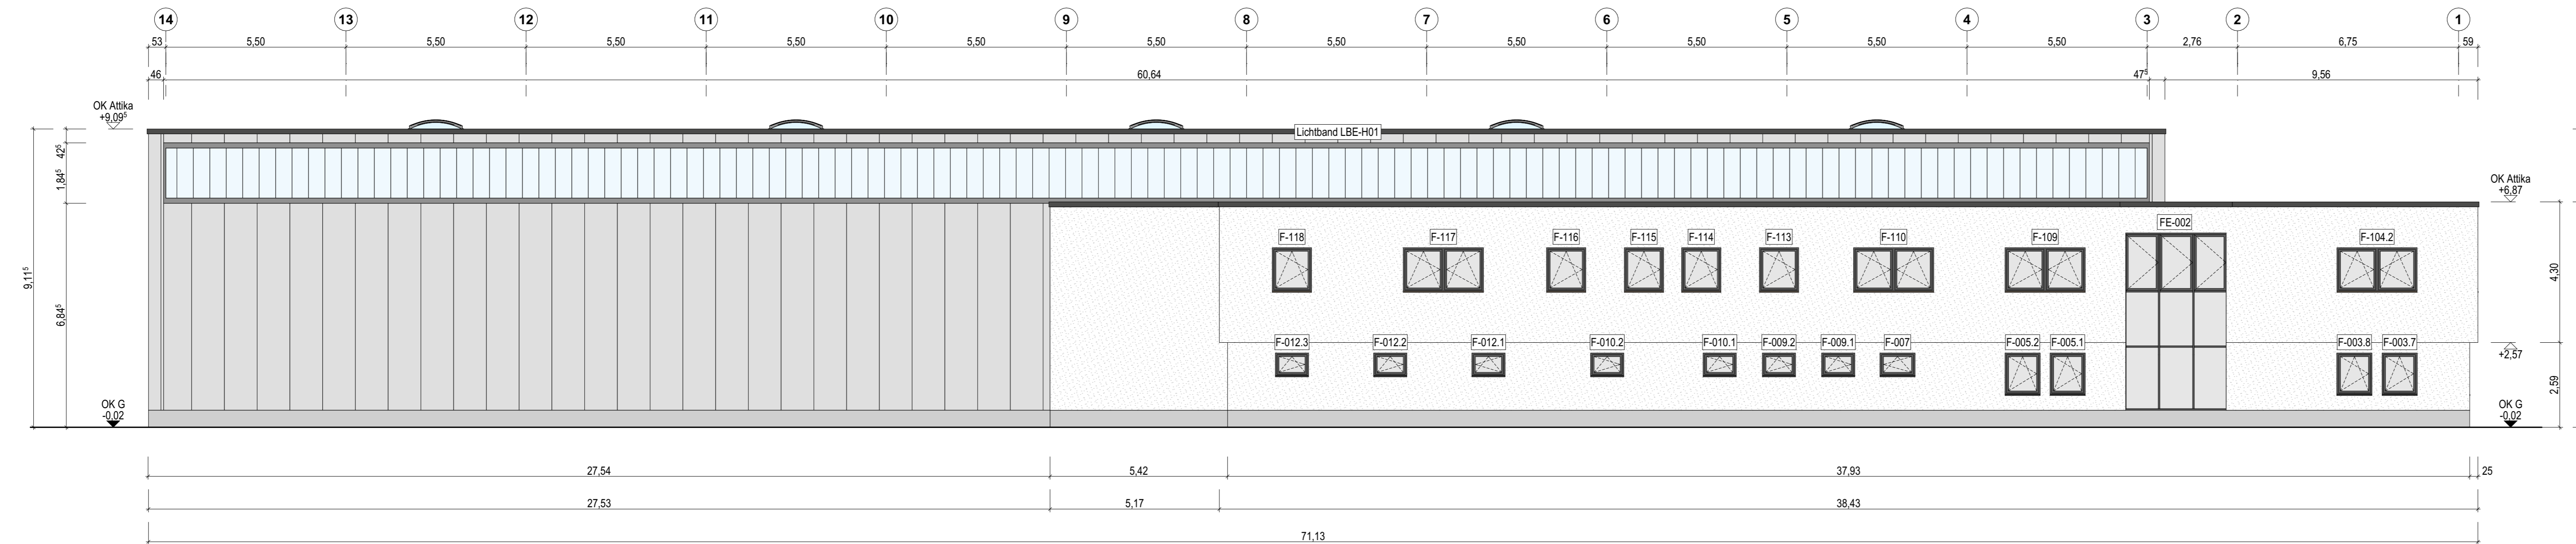 14 13 12 11 10 9 8 7 6 5 4 3 2 1
53 5,50 5,50 5,50 5,50 5,50 5,50 5,50 5,50 5,50 5,50 5,50 2,76 6,75 59
46 60,64 47⁵ 9,56
OK Attika
+9,09⁵
Lichtband LBE-H01
42⁵
1,84⁵
6,84⁵
9,11⁵
OK Attika
+6,87
F-118 F-117 F-116 F-115 F-114 F-113 F-110 F-109 FE-002 F-104.2
4,30
F-012.3 F-012.2 F-012.1 F-010.2 F-010.1 F-009.2 F-009.1 F-007 F-005.2 F-005.1 F-003.8 F-003.7
+2,57
2,59
OK G
-0,02
OK G
-0,02
27,54 5,42 37,93 25
27,53 5,17 38,43
71,13